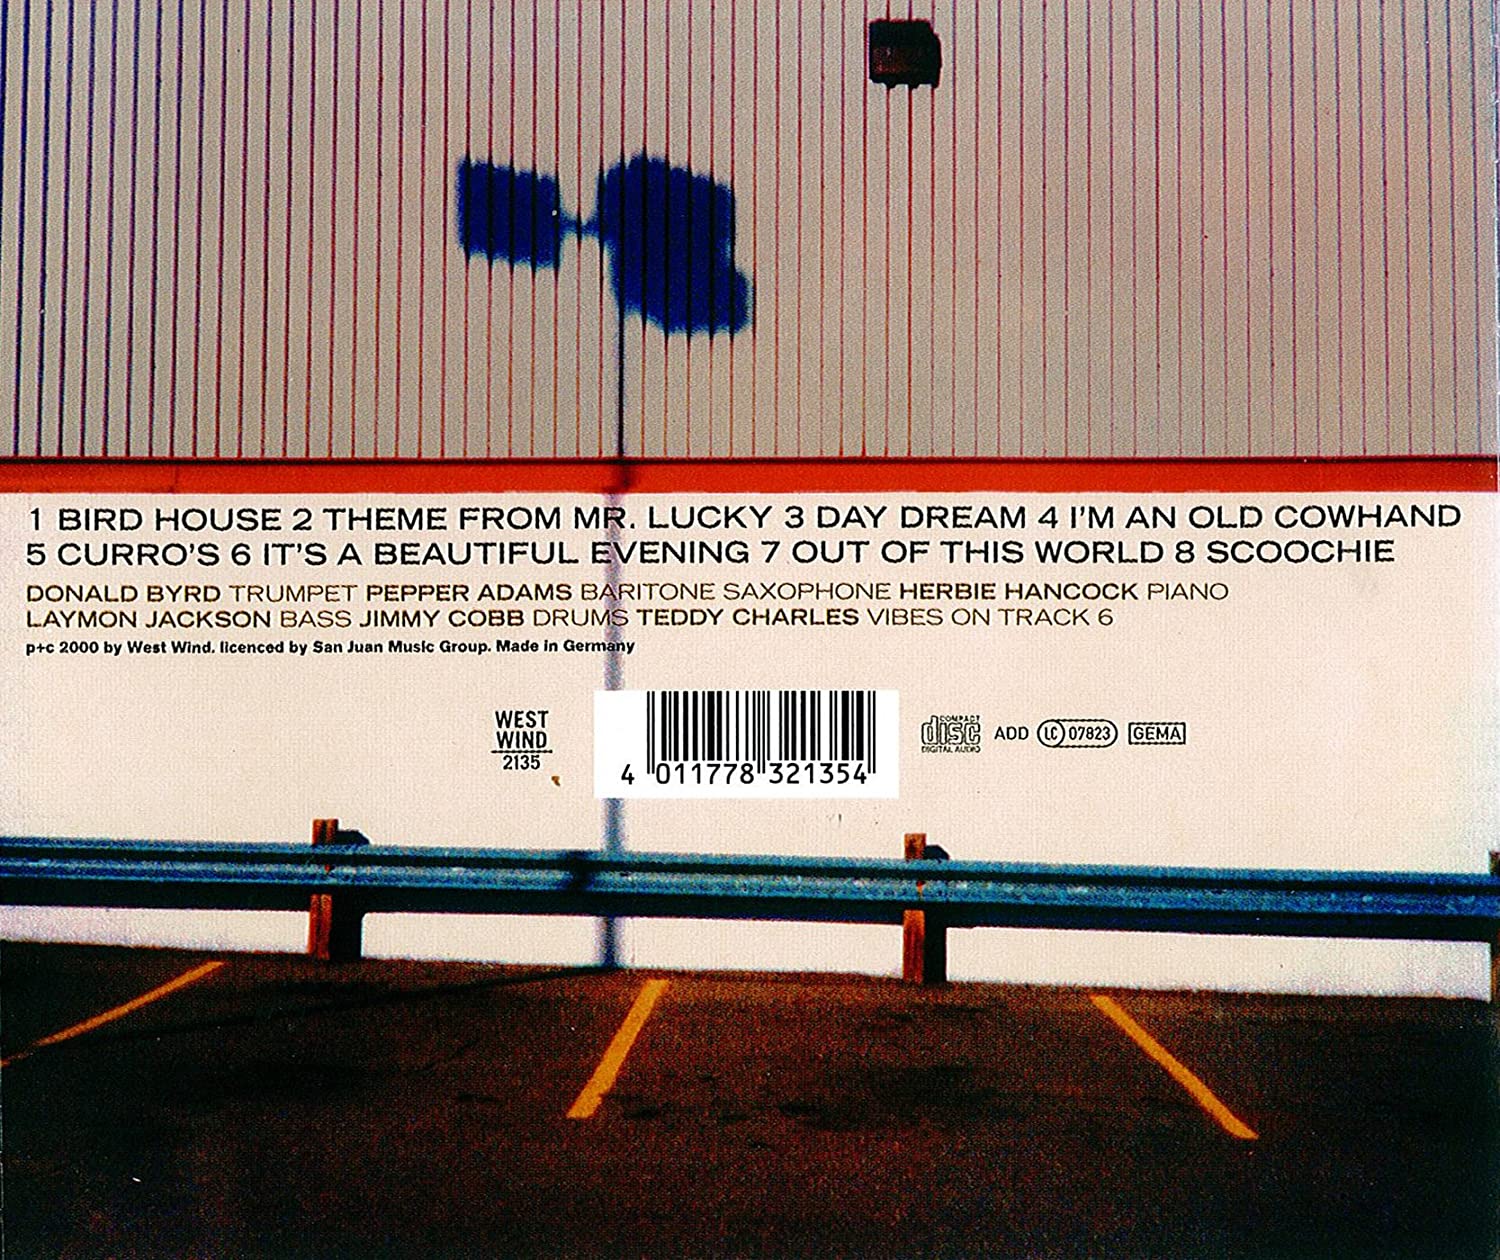 1 BIRD HOUSE 2 THEME FROM MR. LUCKY 3 DAY DREAM 4 I'M AN OLD COWHAND
5 CURRO'S 6 IT'S A BEAUTIFUL EVENING 7 OUT OF THIS WORLD 8 SCOOCHIE
DONALD BYRD TRUMPET PEPPER ADAMS BARITONE SAXOPHONE HERBIE HANCOCK PIANO
LAYMON JACKSON BASS JIMMY COBB DRUMS TEDDY CHARLES VIBES ON TRACK 6
p+c 2000 by West Wind. licenced by San Juan Music Group. Made in Germany
WEST
WIND
2135
4 011778 321354
COMPACT
disc
DIGITAL AUDIO
ADD LC 07823 GEMA